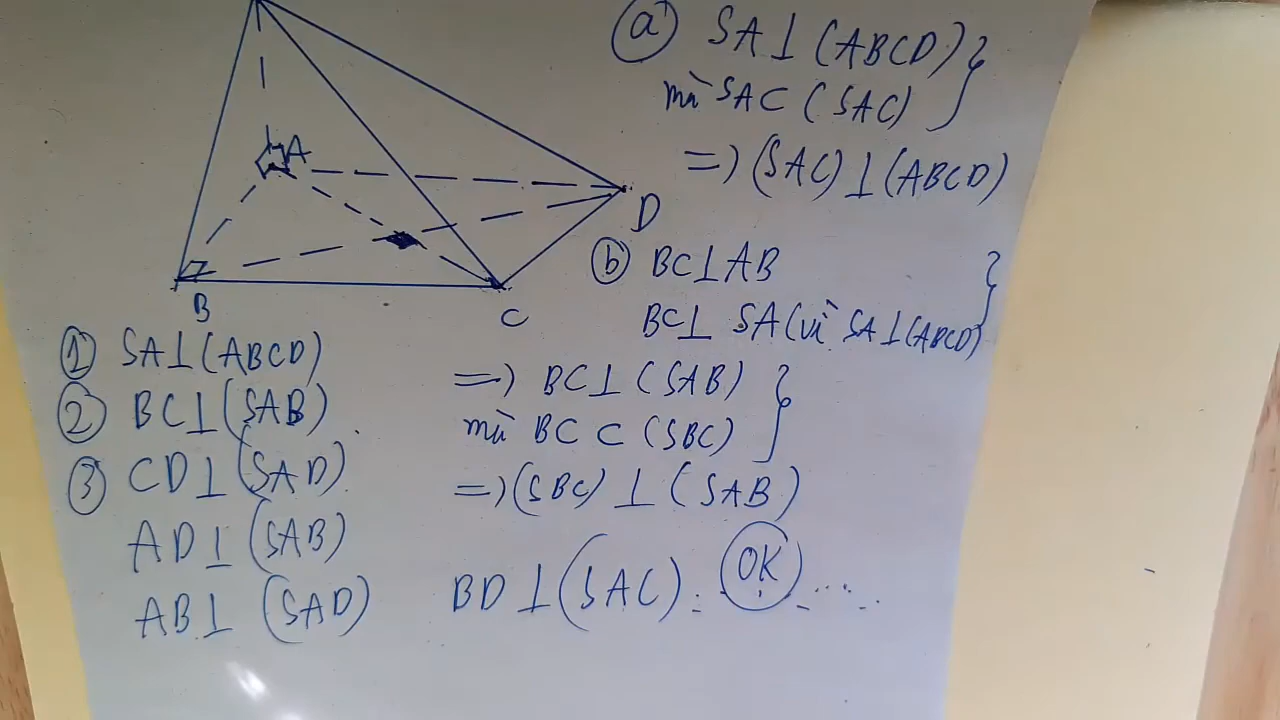 A
D
B
C
① SA⊥(ABCD)
② BC⊥(SAB)
③ CD⊥(SAD)
AD⊥(SAB)
AB⊥(SAD)
ⓐ SA⊥(ABCD)}
mà SA⊂(SAC)
=> (SAC)⊥(ABCD)
ⓑ BC⊥AB
BC⊥ SA(vì SA⊥(ABCD)}
=> BC⊥(SAB)
mà BC⊂(SBC)}
=> (SBC)⊥(SAB)
BD⊥(SAC). OK....